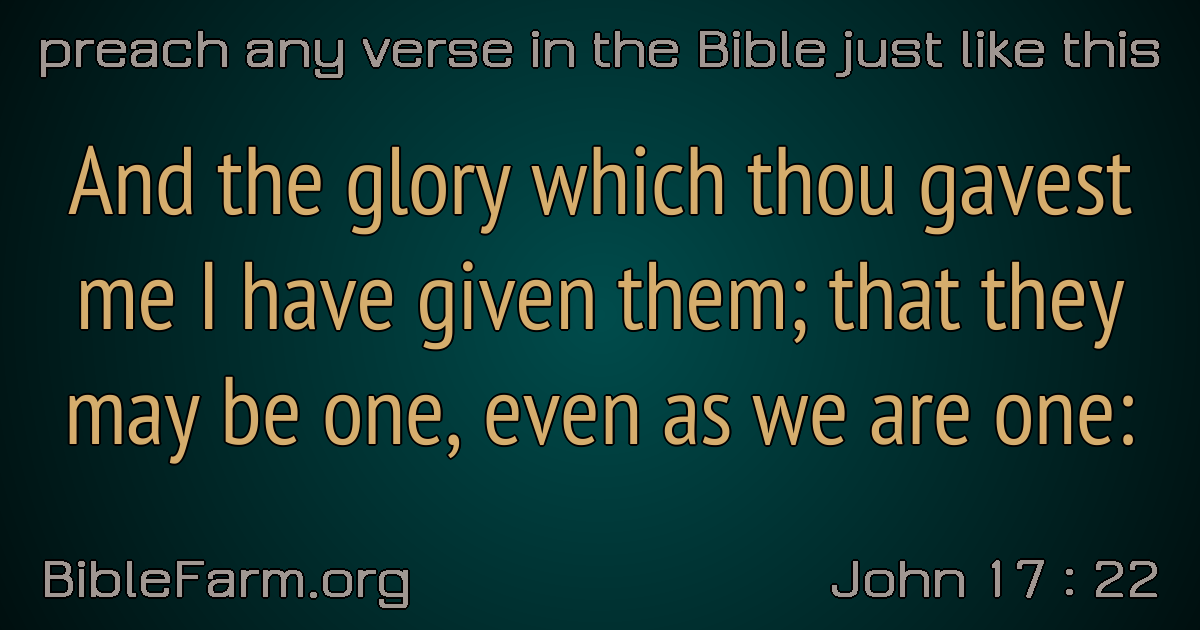 preach any verse in the Bible just like this
And the glory which thou gavest
me I have given them; that they
may be one, even as we are one:
BibleFarm.org
John 17 : 22